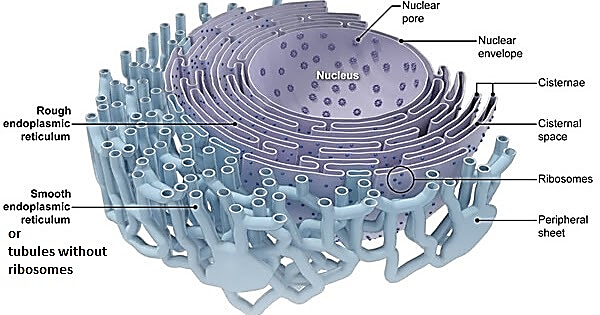 Nuclear
pore
Nuclear
envelope
Nucleus
Cisternae
Rough
endoplasmic
reticulum
Cisternal
space
Ribosomes
Smooth
endoplasmic
reticulum
or
tubules without
ribosomes
Peripheral
sheet